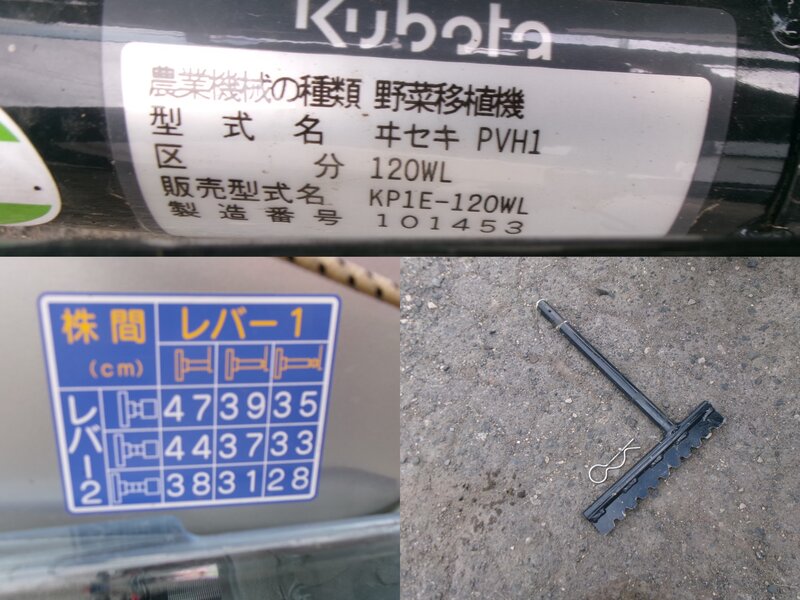 Kubota
農業機械の種類 野菜移植機
型式名 ヰセキ PVH1
区分 120WL
販売型式名 KP1E-120WL
製造番号 101453
株間 レバー1
(cm)
レバー2
47 39 35
44 37 33
38 31 28